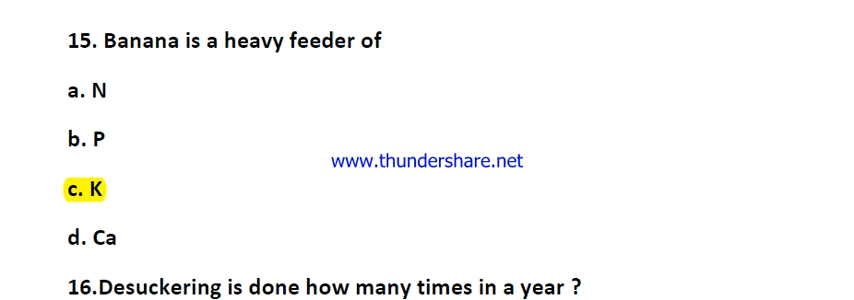 15. Banana is a heavy feeder of
a. N
b. P
www.thundershare.net
c. K
d. Ca
16.Desuckering is done how many times in a year ?